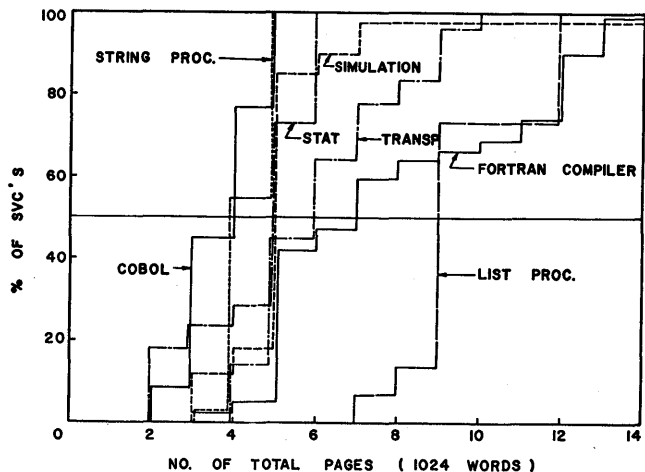 100
80
60
40
20
% OF SVC'S
STRING PROC.
SIMULATION
STAT
TRANSP
FORTRAN COMPILER
COBOL
LIST PROC.
0 2 4 6 8 10 12 14
NO. OF TOTAL PAGES (1024 WORDS)